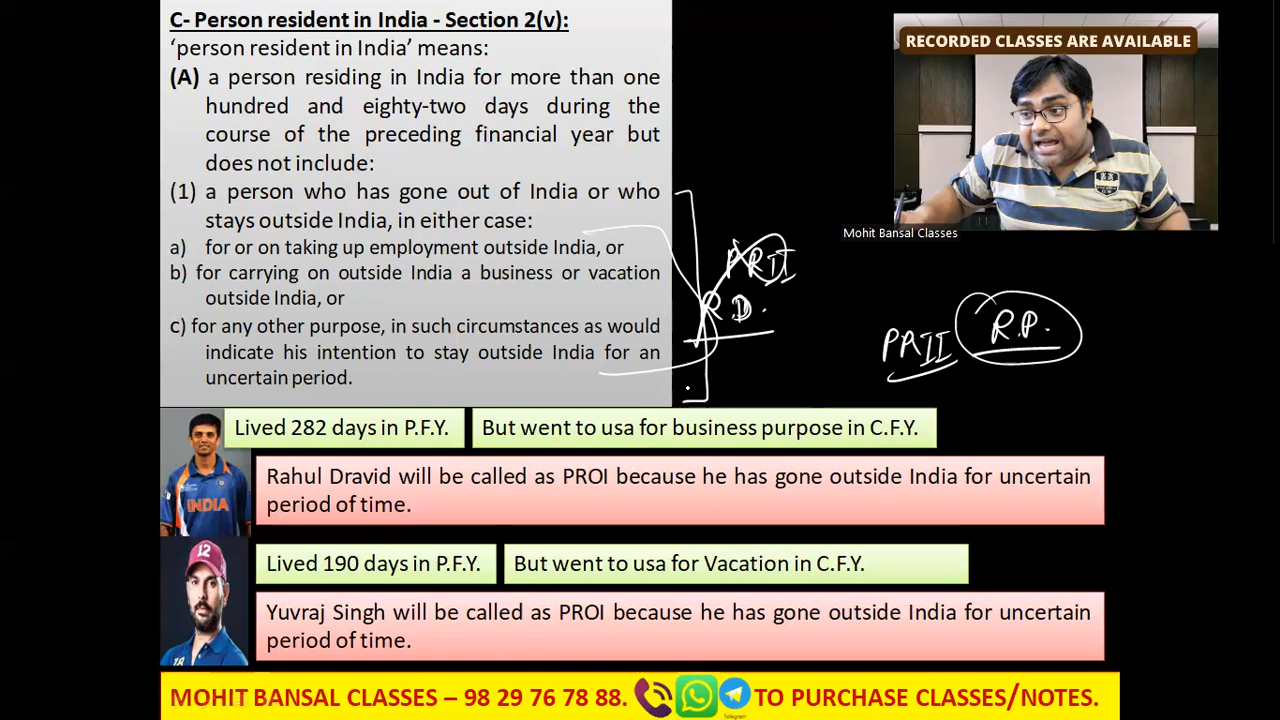 C- Person resident in India - Section 2(v):
‘person resident in India’ means:
(A) a person residing in India for more than one
hundred and eighty-two days during the
course of the preceding financial year but
does not include:
(1) a person who has gone out of India or who
stays outside India, in either case:
a) for or on taking up employment outside India, or
b) for carrying on outside India a business or vacation
outside India, or
c) for any other purpose, in such circumstances as would
indicate his intention to stay outside India for an
uncertain period.
RECORDED CLASSES ARE AVAILABLE
Mohit Bansal Classes
PRII
R.D.
PRII
R.P.
Lived 282 days in P.F.Y.
But went to usa for business purpose in C.F.Y.
INDIA
Rahul Dravid will be called as PROI because he has gone outside India for uncertain
period of time.
12
Lived 190 days in P.F.Y.
But went to usa for Vacation in C.F.Y.
Yuvraj Singh will be called as PROI because he has gone outside India for uncertain
period of time.
MOHIT BANSAL CLASSES – 98 29 76 78 88.
Telegram
TO PURCHASE CLASSES/NOTES.